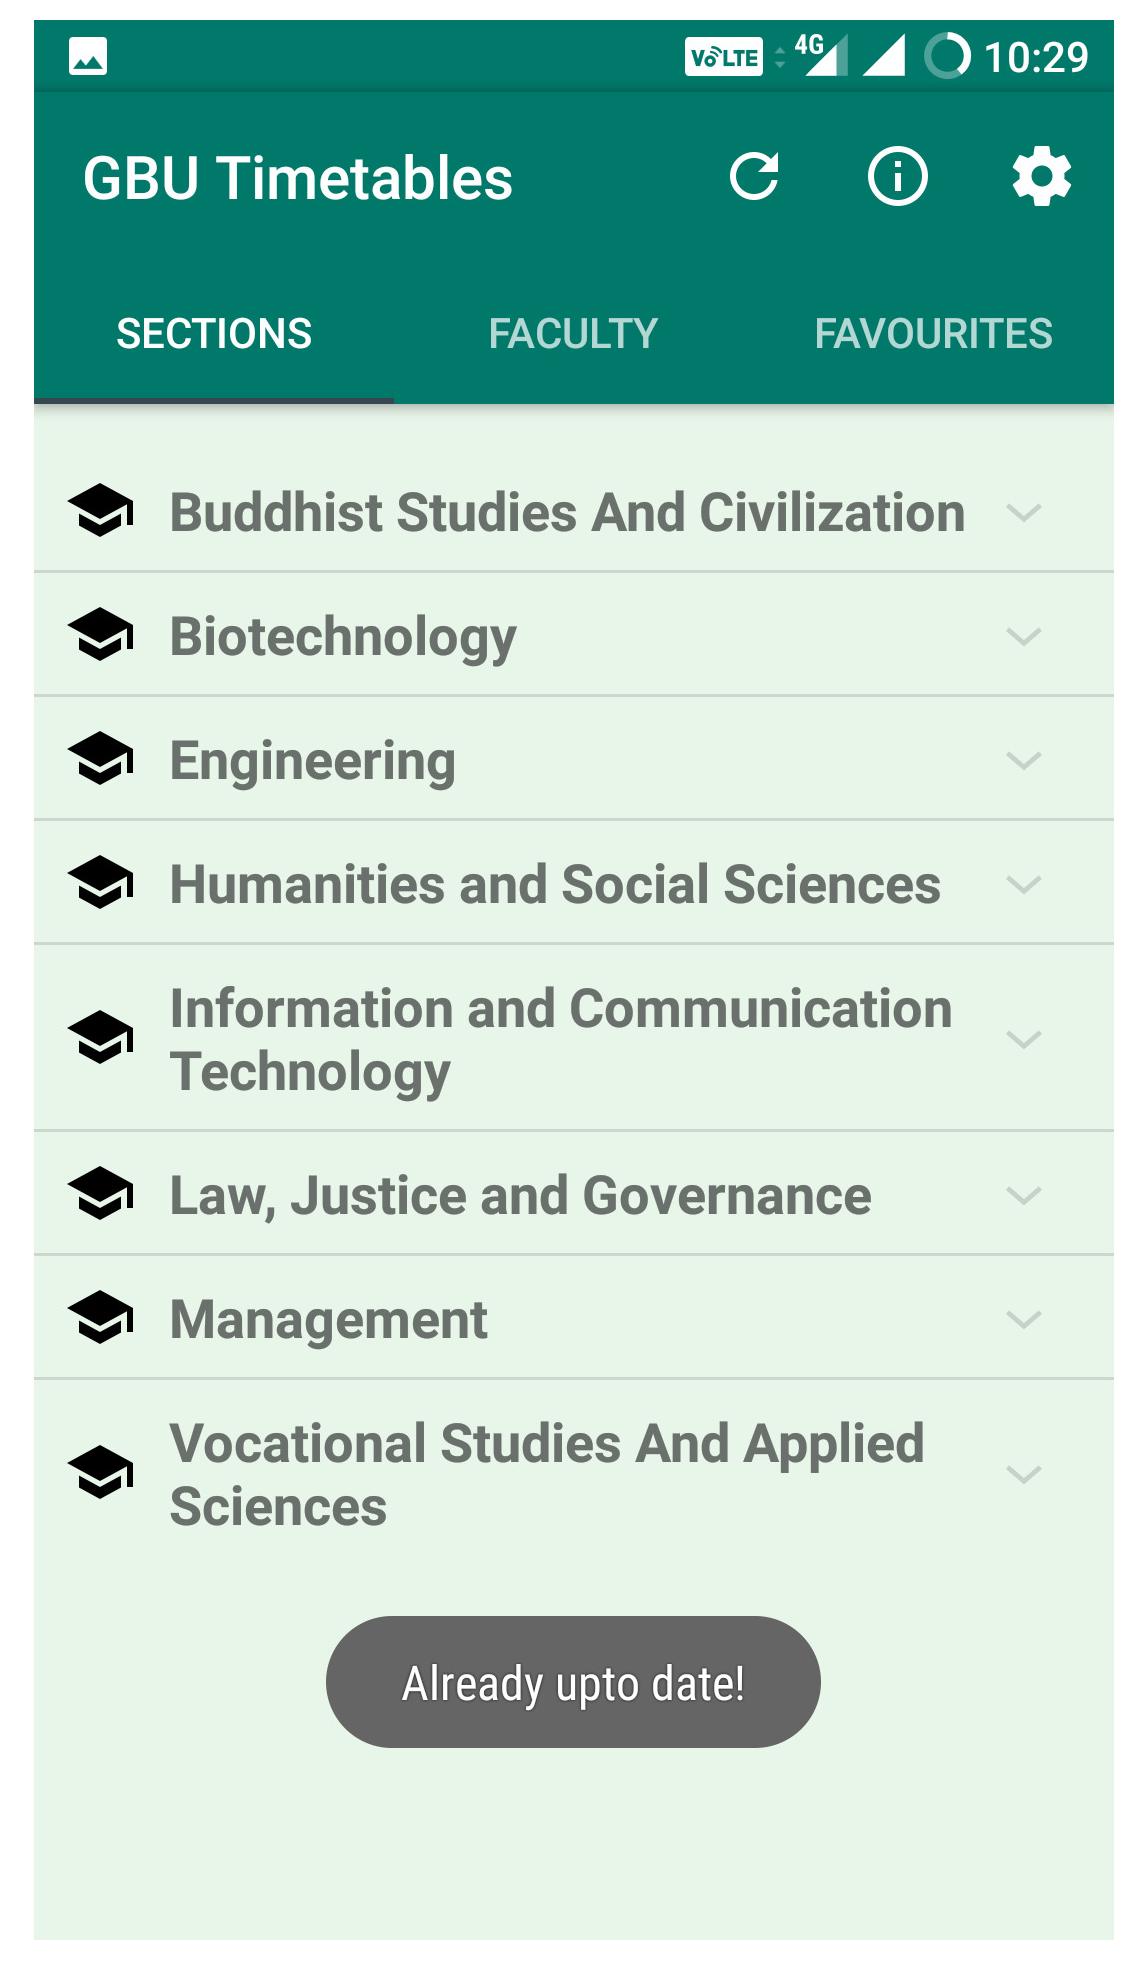 VoLTE 4G 10:29
GBU Timetables
SECTIONS FACULTY FAVOURITES
Buddhist Studies And Civilization
Biotechnology
Engineering
Humanities and Social Sciences
Information and Communication
Technology
Law, Justice and Governance
Management
Vocational Studies And Applied
Sciences
Already upto date!